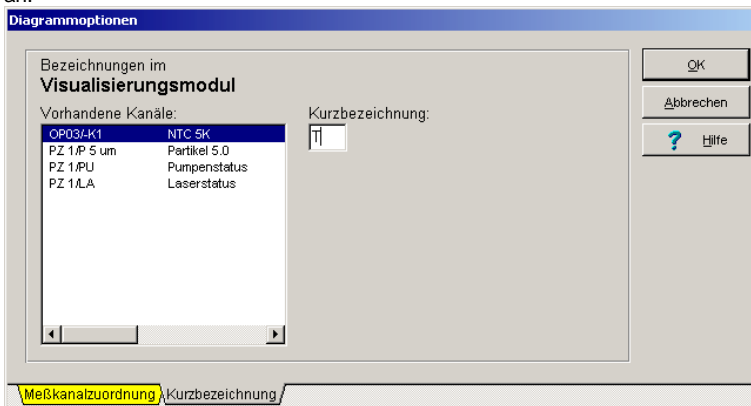 an.
Diagrammoptionen
Bezeichnungen im
Visualisierungsmodul
Vorhandene Kanäle:
Kurzbezeichnung:
OP03/-K1 NTC 5K
PZ 1/P 5 um Partikel 5.0
PZ 1/PU Pumpenstatus
PZ 1/LA Laserstatus
T
OK
Abbrechen
? Hilfe
Meßkanalzuordnung Kurzbezeichnung